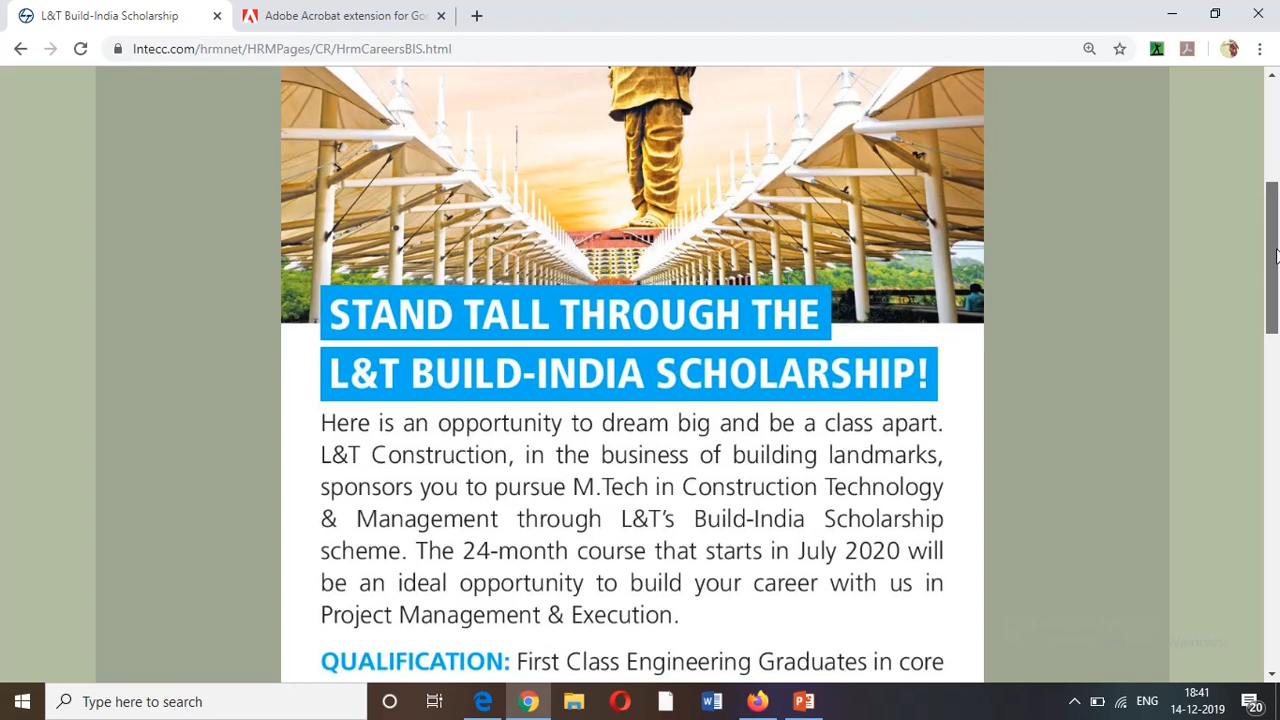 L&T Build-India Scholarship
Adobe Acrobat extension for Goo
lntecc.com/hrmnet/HRMPages/CR/HrmCareersBIS.html
STAND TALL THROUGH THE
L&T BUILD-INDIA SCHOLARSHIP!
Here is an opportunity to dream big and be a class apart.
L&T Construction, in the business of building landmarks,
sponsors you to pursue M.Tech in Construction Technology
& Management through L&T's Build-India Scholarship
scheme. The 24-month course that starts in July 2020 will
be an ideal opportunity to build your career with us in
Project Management & Execution.
QUALIFICATION: First Class Engineering Graduates in core
Type here to search
ENG
18:41
14-12-2019
20